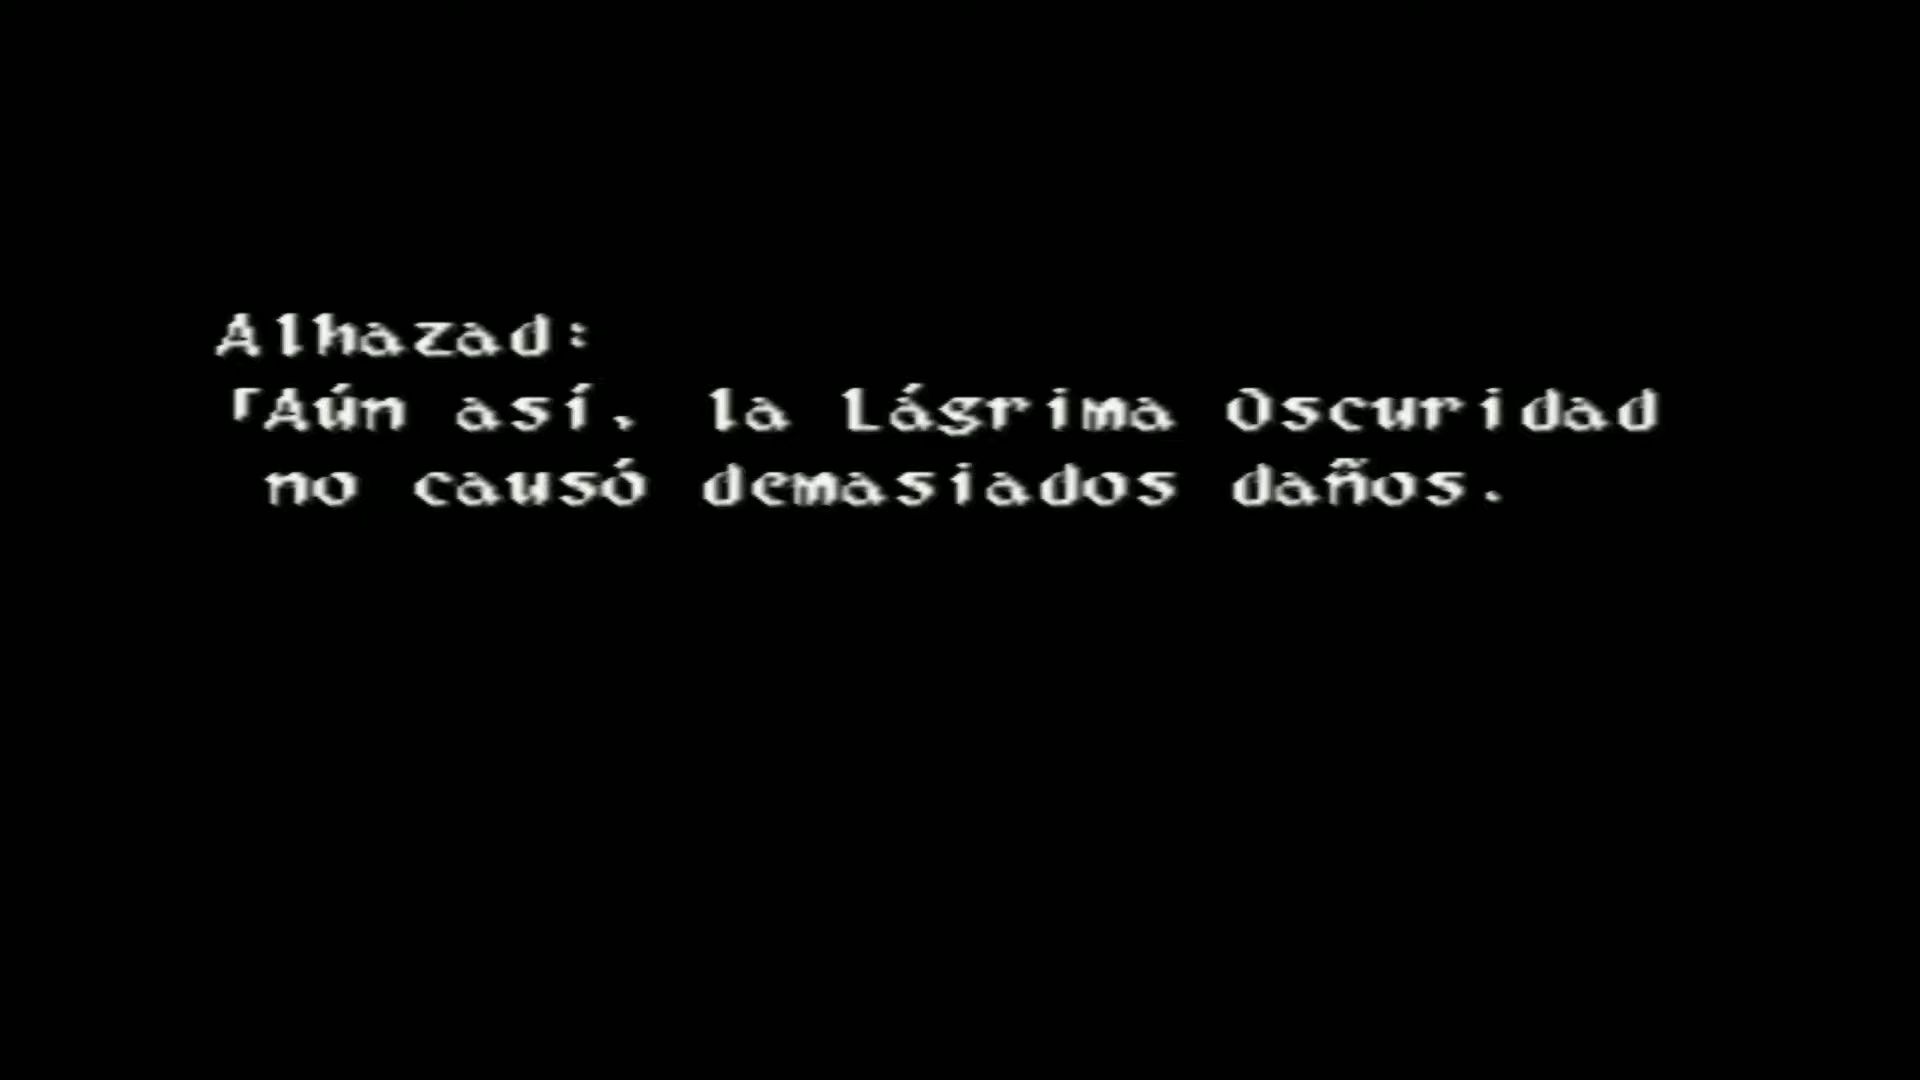 Alhazad:
「Aún así, la Lágrima Oscuridad
no causó demasiados daños.